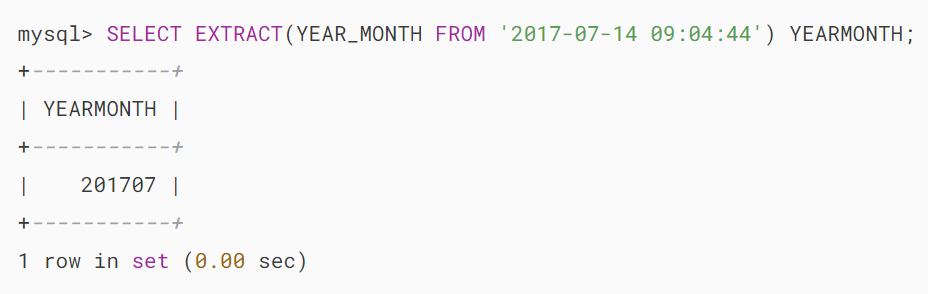 mysql> SELECT EXTRACT(YEAR_MONTH FROM '2017-07-14 09:04:44') YEARMONTH;
+-----------+
| YEARMONTH |
+-----------+
|    201707 |
+-----------+
1 row in set (0.00 sec)